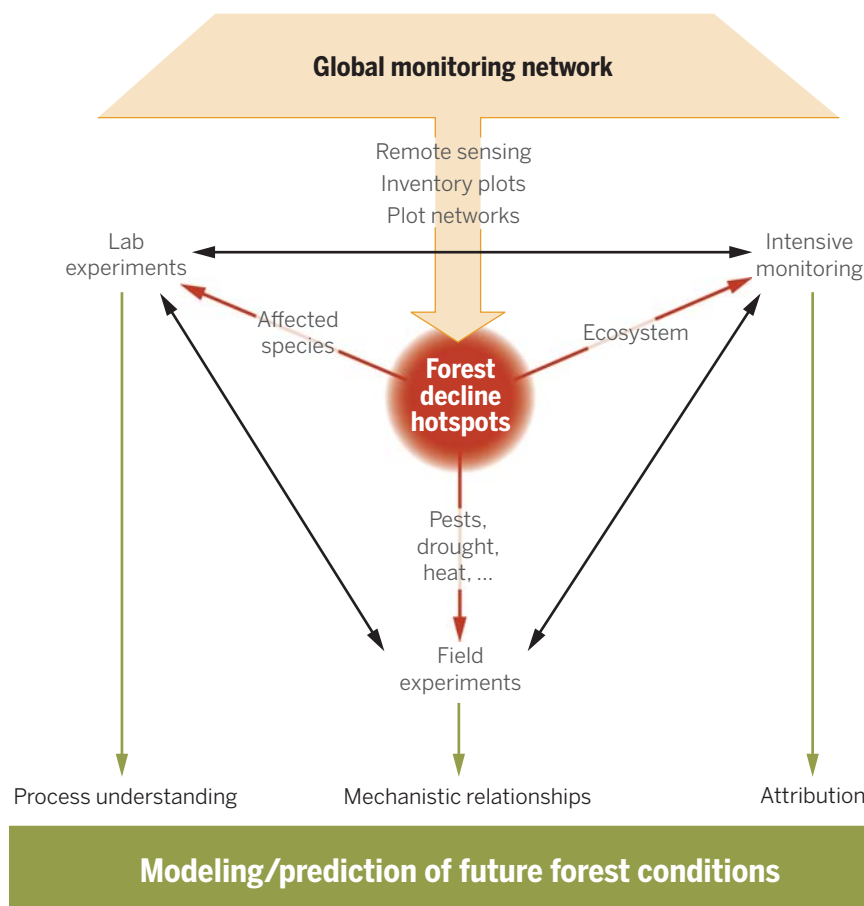 Global monitoring network
Remote sensing
Inventory plots
Plot networks
Lab
experiments
Intensive
monitoring
Affected
species
Ecosystem
Forest
decline
hotspots
Pests,
drought,
heat, ...
Field
experiments
Process understanding
Mechanistic relationships
Attribution
Modeling/prediction of future forest conditions